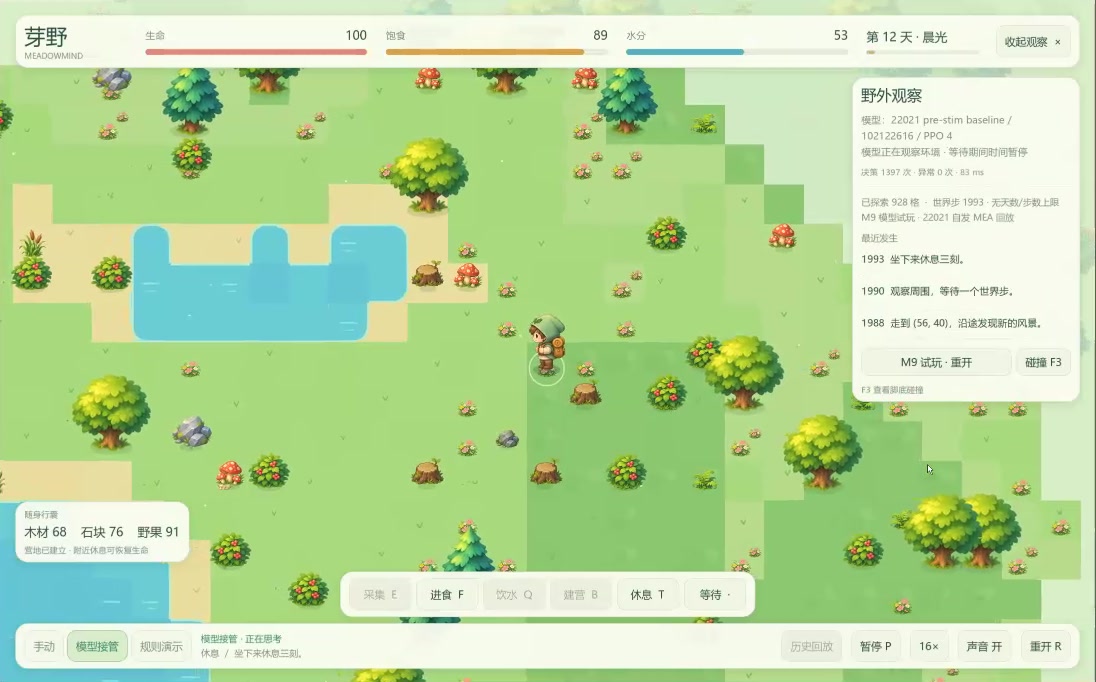 芽野
MEADOWMIND
生命 100
饱食 89
水分 53
第 12 天 · 晨光
收起观察 ×
野外观察
模型：22021 pre-stim baseline /
102122616 / PPO 4
模型正在观察环境 · 等待期间时间暂停
决策 1397 次 · 异常 0 次 · 83 ms
已探索 928 格 · 世界步 1993 · 无天数/步数上限
M9 模型试玩 · 22021 自发 MEA 回放
最近发生
1993 坐下来休息三刻。
1990 观察周围，等待一个世界步。
1988 走到 (56, 40)，沿途发现新的风景。
M9 试玩 · 重开
碰撞 F3
F3 查看脚底碰撞
随身行囊
木材 68 石块 76 野果 91
营地已建立 · 附近休息可恢复生命
采集 E
进食 F
饮水 Q
建营 B
休息 T
等待 ·
手动
模型接管
规则演示
模型接管 · 正在思考
休息 / 坐下来休息三刻。
历史回放
暂停 P
16×
声音 开
重开 R